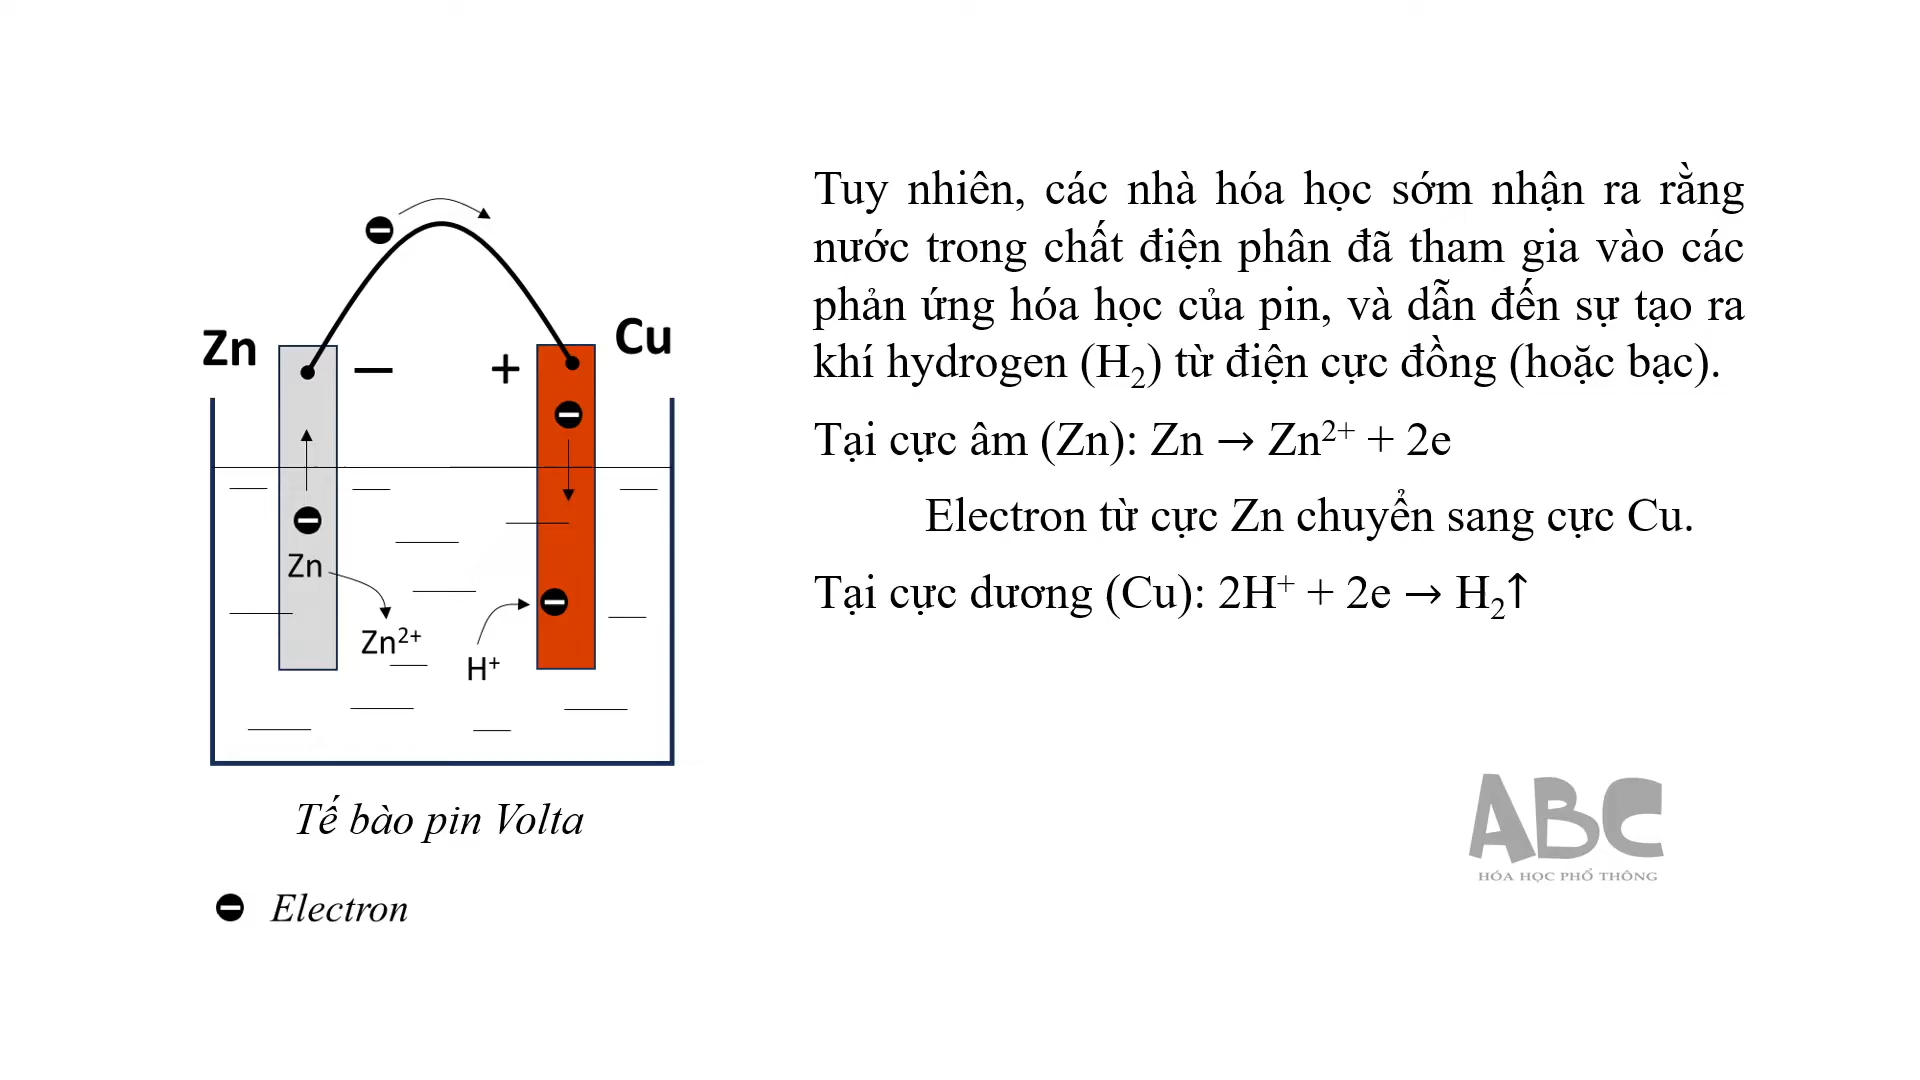 Tuy nhiên, các nhà hóa học sớm nhận ra rằng
nước trong chất điện phân đã tham gia vào các
phản ứng hóa học của pin, và dẫn đến sự tạo ra
khí hydrogen (H₂) từ điện cực đồng (hoặc bạc).
Tại cực âm (Zn): Zn → Zn²⁺ + 2e
Electron từ cực Zn chuyển sang cực Cu.
Tại cực dương (Cu): 2H⁺ + 2e → H₂↑
Zn
−
+
Cu
Zn
Zn²⁺
H⁺
Tế bào pin Volta
Electron
ABC
HÓA HỌC PHỔ THÔNG